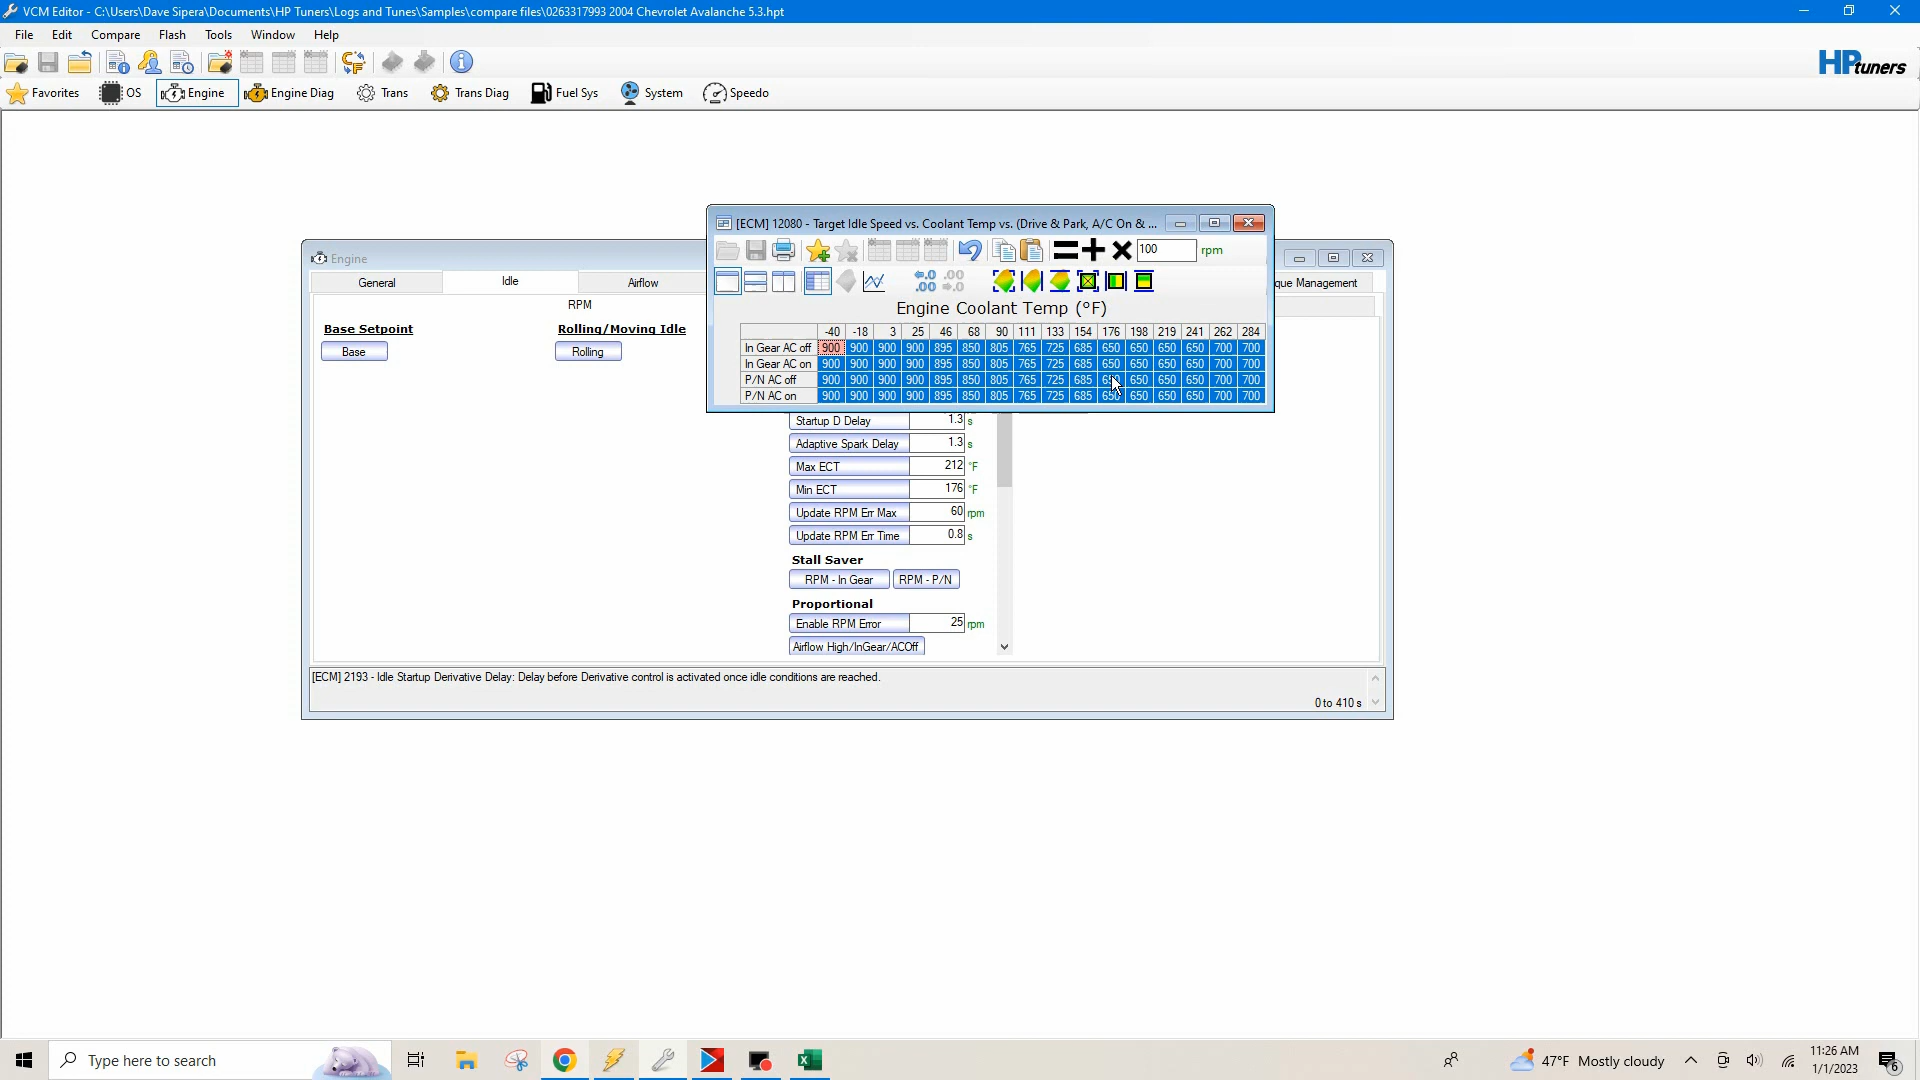 VCM Editor - C:\Users\Dave Sipera\Documents\HP Tuners\Logs and Tunes\Samples\compare files\0263317993 2004 Chevrolet Avalanche 5.3.hpt
File Edit Compare Flash Tools Window Help
HPtuners
Favorites OS Engine Engine Diag Trans Trans Diag Fuel Sys System Speedo
[ECM] 12080 - Target Idle Speed vs. Coolant Temp vs. (Drive & Park, A/C On & ...
100 rpm
.0 .00
.00 .0
Engine Coolant Temp (°F)
-40 -18 3 25 46 68 90 111 133 154 176 198 219 241 262 284
In Gear AC off 900 900 900 900 895 850 805 765 725 685 650 650 650 650 700 700
In Gear AC on 900 900 900 900 895 850 805 765 725 685 650 650 650 650 700 700
P/N AC off 900 900 900 900 895 850 805 765 725 685 650 650 650 650 700 700
P/N AC on 900 900 900 900 895 850 805 765 725 685 650 650 650 650 700 700
Engine
General Idle Airflow que Management
RPM
Base Setpoint Rolling/Moving Idle
Base Rolling
Startup D Delay 1.3 s
Adaptive Spark Delay 1.3 s
Max ECT 212 °F
Min ECT 176 °F
Update RPM Err Max 60 rpm
Update RPM Err Time 0.8 s
Stall Saver
RPM - In Gear RPM - P/N
Proportional
Enable RPM Error 25 rpm
Airflow High/InGear/ACOff
[ECM] 2193 - Idle Startup Derivative Delay: Delay before Derivative control is activated once idle conditions are reached.
0 to 410 s
Type here to search
47°F Mostly cloudy
11:26 AM
1/1/2023
6